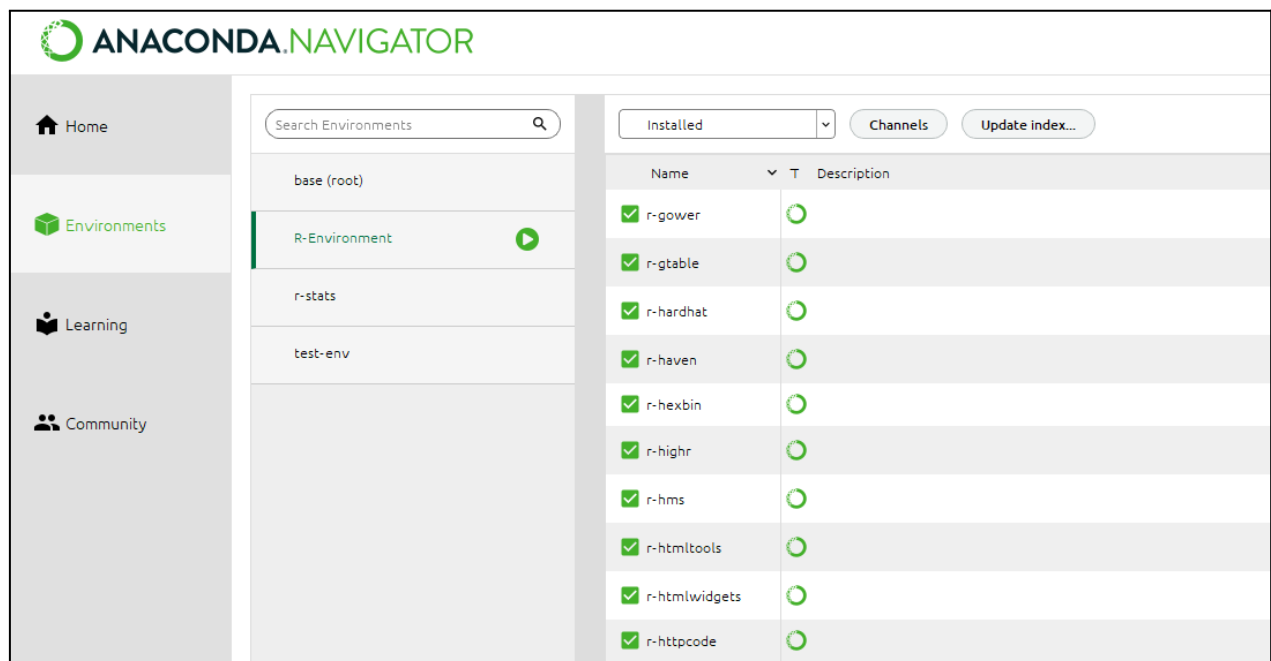 ANACONDA.NAVIGATOR
Home
Environments
Learning
Community
Search Environments
base (root)
R-Environment
r-stats
test-env
Installed
Channels
Update index...
Name T Description
r-gower
r-gtable
r-hardhat
r-haven
r-hexbin
r-highr
r-hms
r-htmltools
r-htmlwidgets
r-httpcode